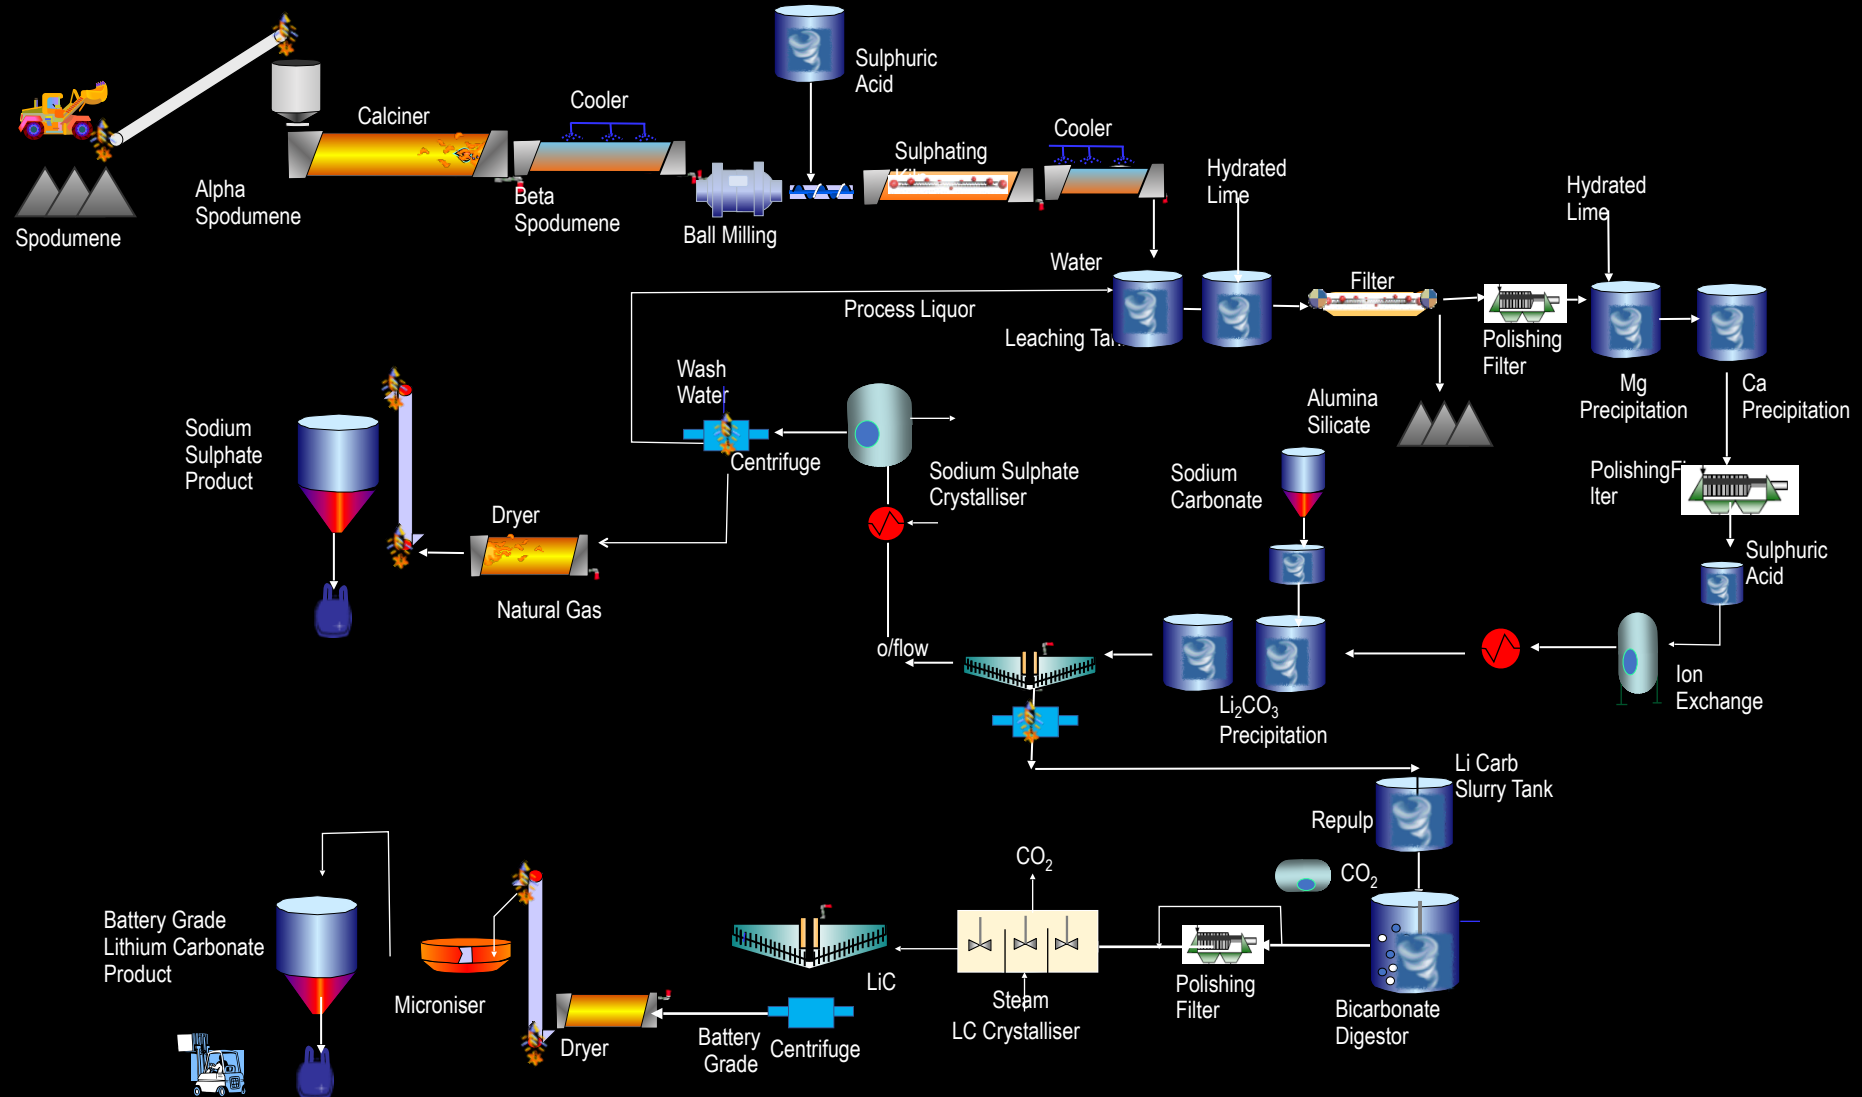 Sulphuric
Acid
Calciner
Cooler
Cooler
Sulphating
Alpha
Spodumene
Beta
Spodumene
Ball Milling
Spodumene
Hydrated
Lime
Hydrated
Lime
Water
Filter
Process Liquor
Leaching Tan
Polishing
Filter
Mg
Precipitation
Ca
Precipitation
Wash
Water
Centrifuge
Alumina
Silicate
Sodium
Sulphate
Product
Sodium Sulphate
Crystalliser
Sodium
Carbonate
PolishingFi
lter
Dryer
Sulphuric
Acid
Natural Gas
o/flow
Ion
Exchange
Li₂CO₃
Precipitation
Li Carb
Slurry Tank
Repulp
CO₂
CO₂
Battery Grade
Lithium Carbonate
Product
Microniser
LiC
Steam
LC Crystalliser
Polishing
Filter
Bicarbonate
Digestor
Dryer
Battery
Grade
Centrifuge